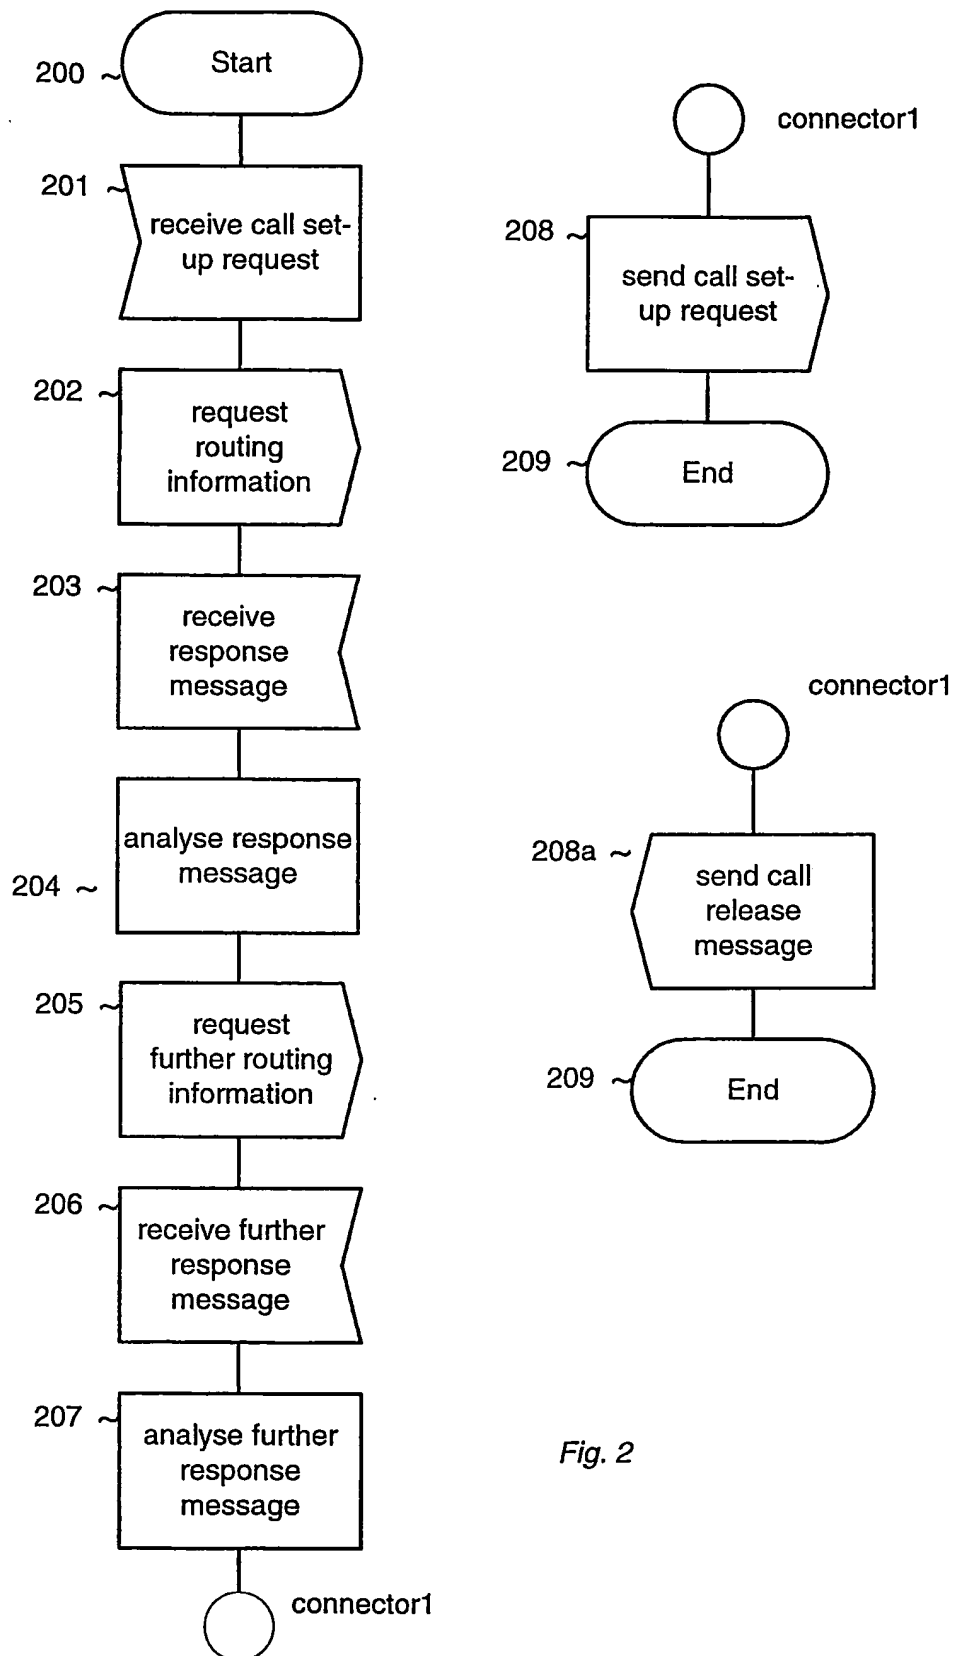 200 ~
Start
201 ~
receive call set-
up request
202 ~
request
routing
information
203 ~
receive
response
message
analyse response
message
204 ~
205 ~
request
further routing
information
206 ~
receive further
response
message
207 ~
analyse further
response
message
connector1
connector1
208 ~
send call set-
up request
209 ~
End
connector1
208a ~
send call
release
message
209 ~
End
Fig. 2